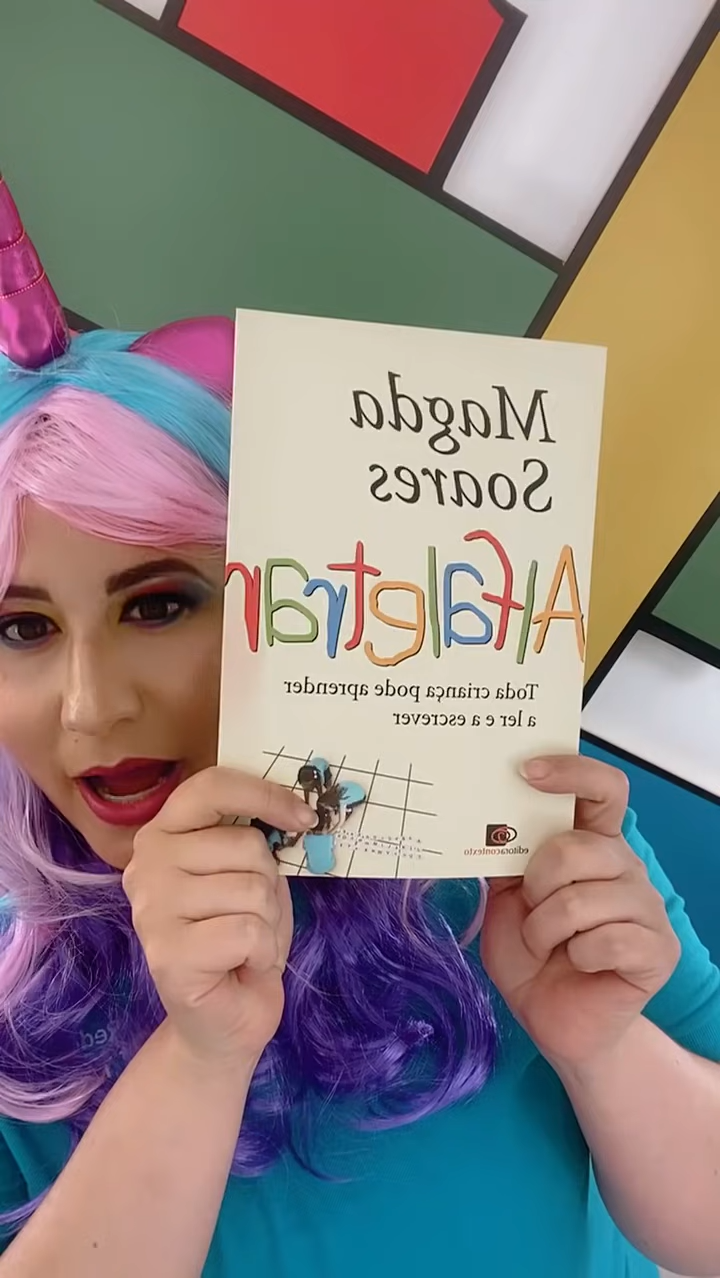 Magda
Soares
Alfaletrar
Toda criança pode aprender
a ler e a escrever
editoracontexto